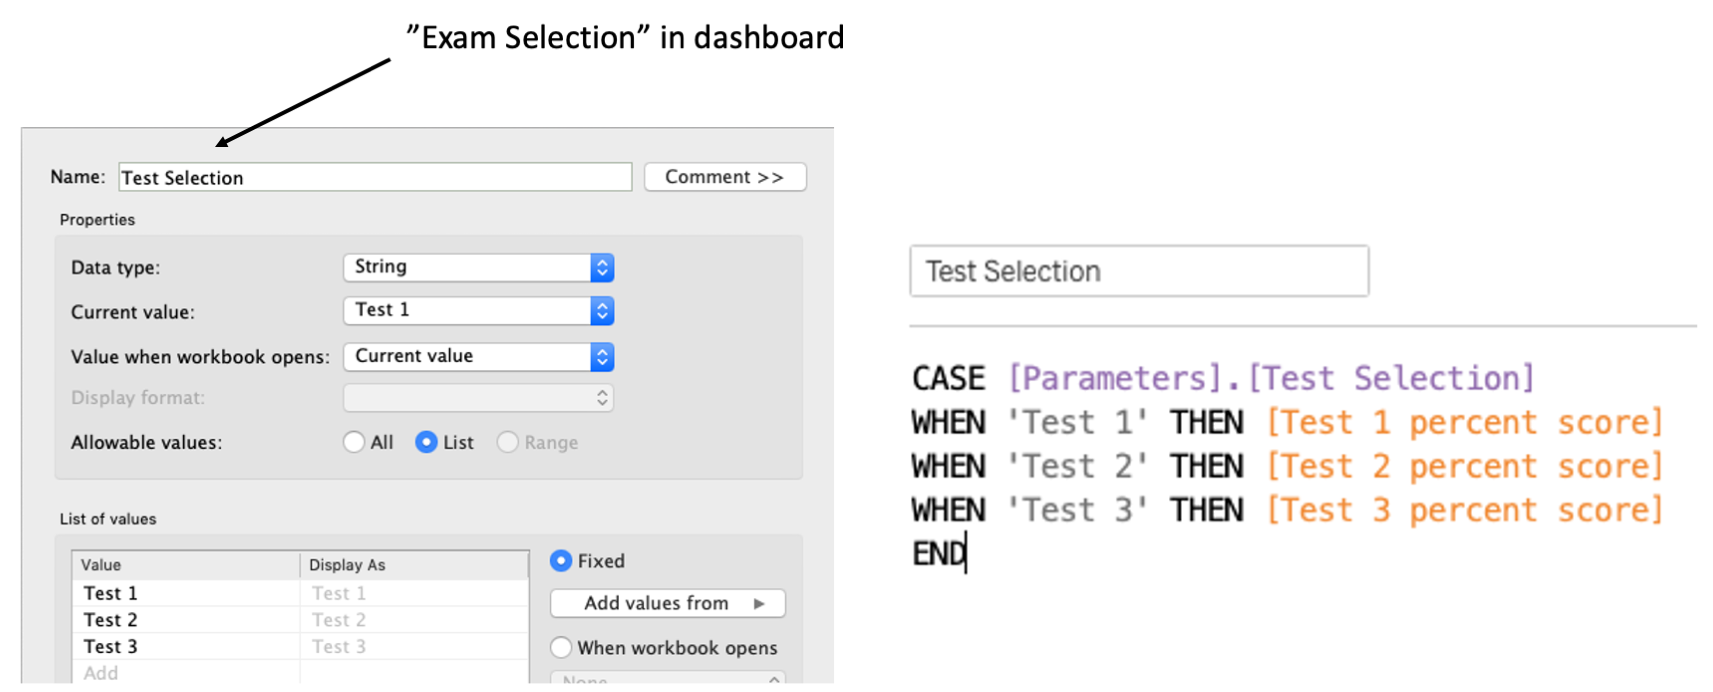 ”Exam Selection” in dashboard
Name: Test Selection Comment >>
Properties
Data type: String
Current value: Test 1
Value when workbook opens: Current value
Display format:
Allowable values: All List Range
List of values
Value Display As
Test 1 Test 1
Test 2 Test 2
Test 3 Test 3
Add
Fixed
Add values from
When workbook opens
None
Test Selection
CASE [Parameters].[Test Selection]
WHEN 'Test 1' THEN [Test 1 percent score]
WHEN 'Test 2' THEN [Test 2 percent score]
WHEN 'Test 3' THEN [Test 3 percent score]
END